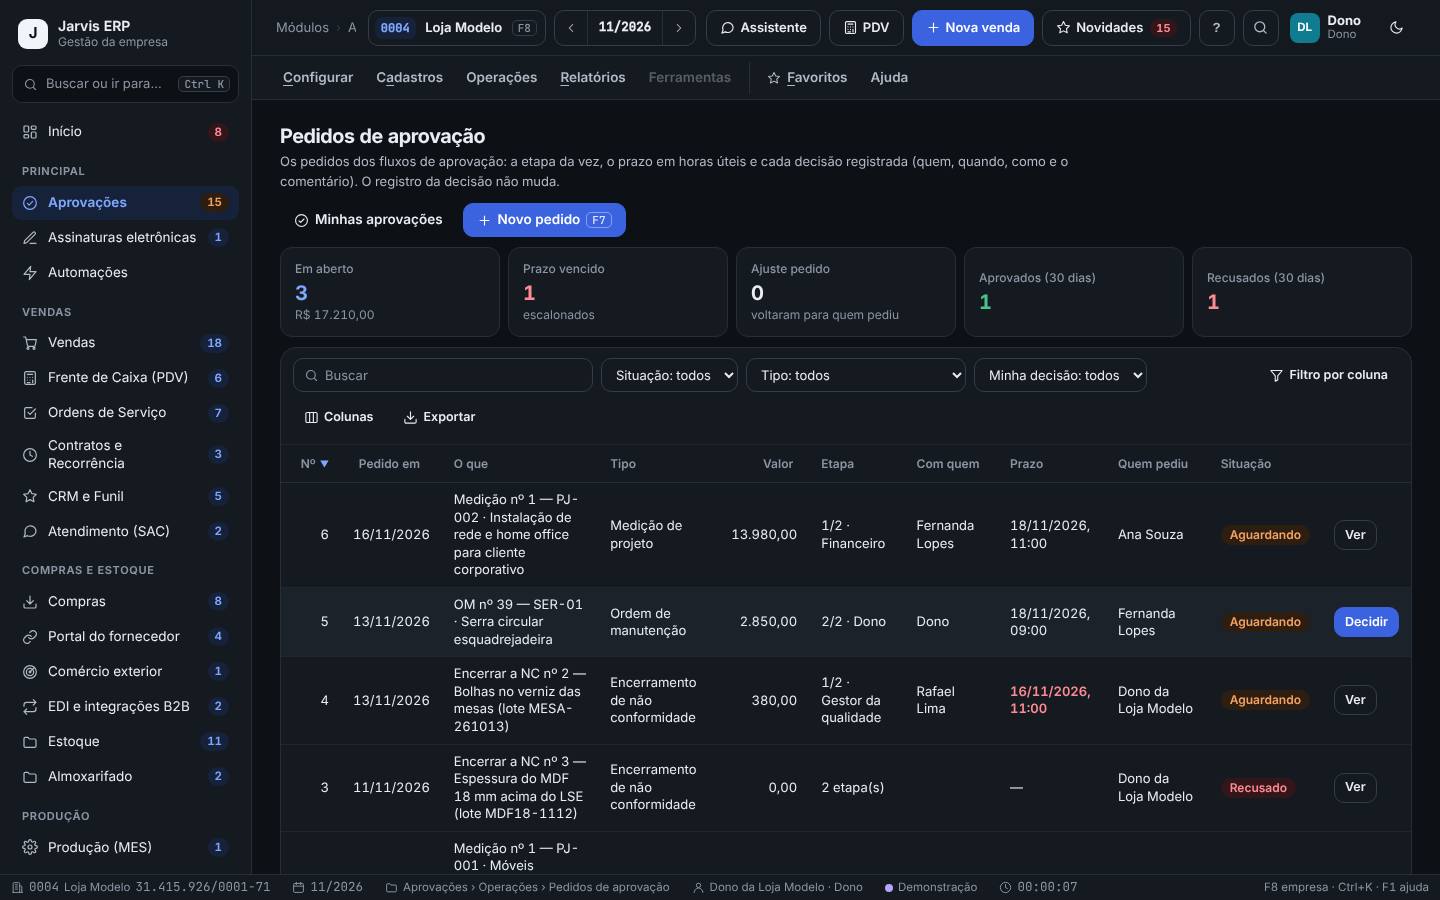 J
Jarvis ERP
Gestão da empresa
Buscar ou ir para... Ctrl K
Início 8
PRINCIPAL
Aprovações 15
Assinaturas eletrônicas 1
Automações
VENDAS
Vendas 18
Frente de Caixa (PDV) 6
Ordens de Serviço 7
Contratos e
Recorrência 3
CRM e Funil 5
Atendimento (SAC) 2
COMPRAS E ESTOQUE
Compras 8
Portal do fornecedor 4
Comércio exterior 1
EDI e integrações B2B 2
Estoque 11
Almoxarifado 2
PRODUÇÃO
Produção (MES) 1
Módulos › A
0004 Loja Modelo F8
‹ 11/2026 ›
Assistente
PDV
+ Nova venda
Novidades 15
?
DL
Dono
Dono
Configurar Cadastros Operações Relatórios Ferramentas Favoritos Ajuda
Pedidos de aprovação
Os pedidos dos fluxos de aprovação: a etapa da vez, o prazo em horas úteis e cada decisão registrada (quem, quando, como e o
comentário). O registro da decisão não muda.
Minhas aprovações
+ Novo pedido F7
Em aberto
3
R$ 17.210,00
Prazo vencido
1
escalonados
Ajuste pedido
0
voltaram para quem pediu
Aprovados (30 dias)
1
Recusados (30 dias)
1
Buscar
Situação: todos
Tipo: todos
Minha decisão: todos
Filtro por coluna
Colunas
Exportar
Nº ▼ Pedido em O que Tipo Valor Etapa Com quem Prazo Quem pediu Situação
6
16/11/2026
Medição nº 1 — PJ-
002 · Instalação de
rede e home office
para cliente
corporativo
Medição de
projeto
13.980,00
1/2 ·
Financeiro
Fernanda
Lopes
18/11/2026,
11:00
Ana Souza
Aguardando
Ver
5
13/11/2026
OM nº 39 — SER-01
· Serra circular
esquadrejadeira
Ordem de
manutenção
2.850,00
2/2 · Dono
Dono
18/11/2026,
09:00
Fernanda
Lopes
Aguardando
Decidir
4
13/11/2026
Encerrar a NC nº 2 —
Bolhas no verniz das
mesas (lote MESA-
261013)
Encerramento
de não
conformidade
380,00
1/2 ·
Gestor da
qualidade
Rafael
Lima
16/11/2026,
11:00
Dono da
Loja Modelo
Aguardando
Ver
3
11/11/2026
Encerrar a NC nº 3 —
Espessura do MDF
18 mm acima do LSE
(lote MDF18-1112)
Encerramento
de não
conformidade
0,00
2 etapa(s)
—
Dono da
Loja Modelo
Recusado
Ver
Medição nº 1 — PJ-
001 · Móveis
0004 Loja Modelo 31.415.926/0001-71 11/2026 Aprovações › Operações › Pedidos de aprovação Dono da Loja Modelo · Dono Demonstração 00:00:07 F8 empresa · Ctrl+K · F1 ajuda